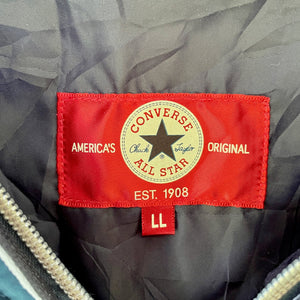 CONVERSE
AMERICA'S Chuck Taylor ORIGINAL
ALL STAR
EST. 1908
LL